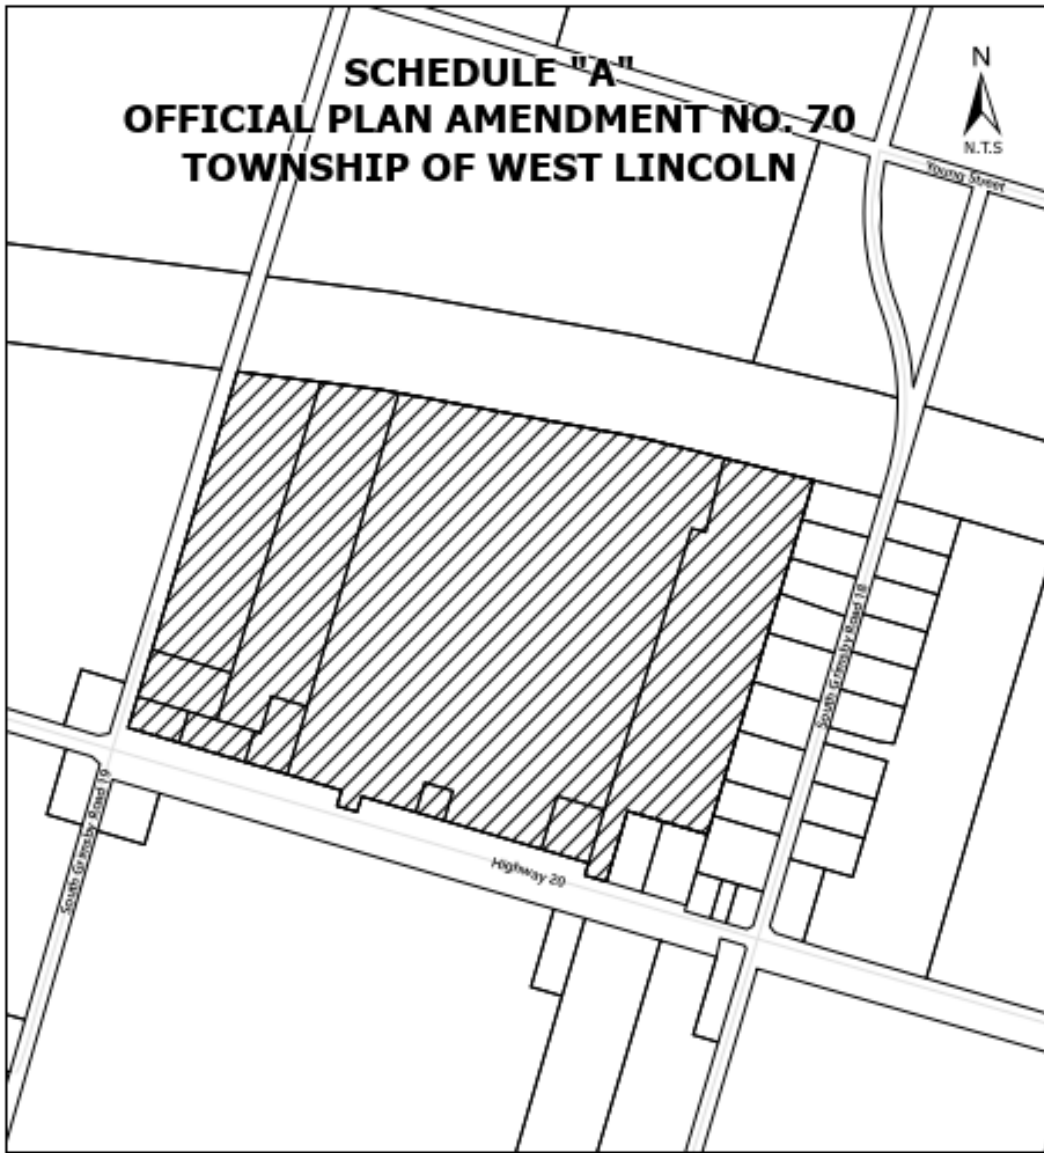 SCHEDULE "A"
OFFICIAL PLAN AMENDMENT NO. 70
TOWNSHIP OF WEST LINCOLN
N
N.T.S
Young Street
South Grimsby Road 18
South Grimsby Road 19
Highway 20